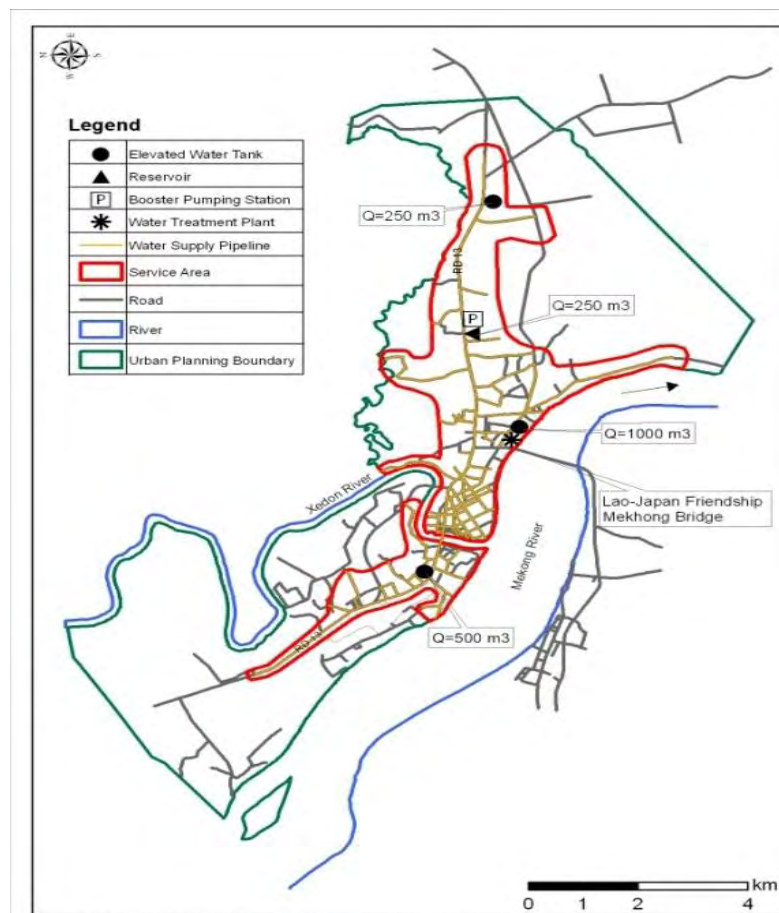 E
N
S
W
Legend
Elevated Water Tank
Reservoir
P
Booster Pumping Station
Water Treatment Plant
Water Supply Pipeline
Service Area
Road
River
Urban Planning Boundary
Q=250 m3
RD 13
P
Q=250 m3
Q=1000 m3
Lao-Japan Friendship
Mekhong Bridge
Xedon River
Mekong River
Q=500 m3
RD 13
km
0 1 2 4